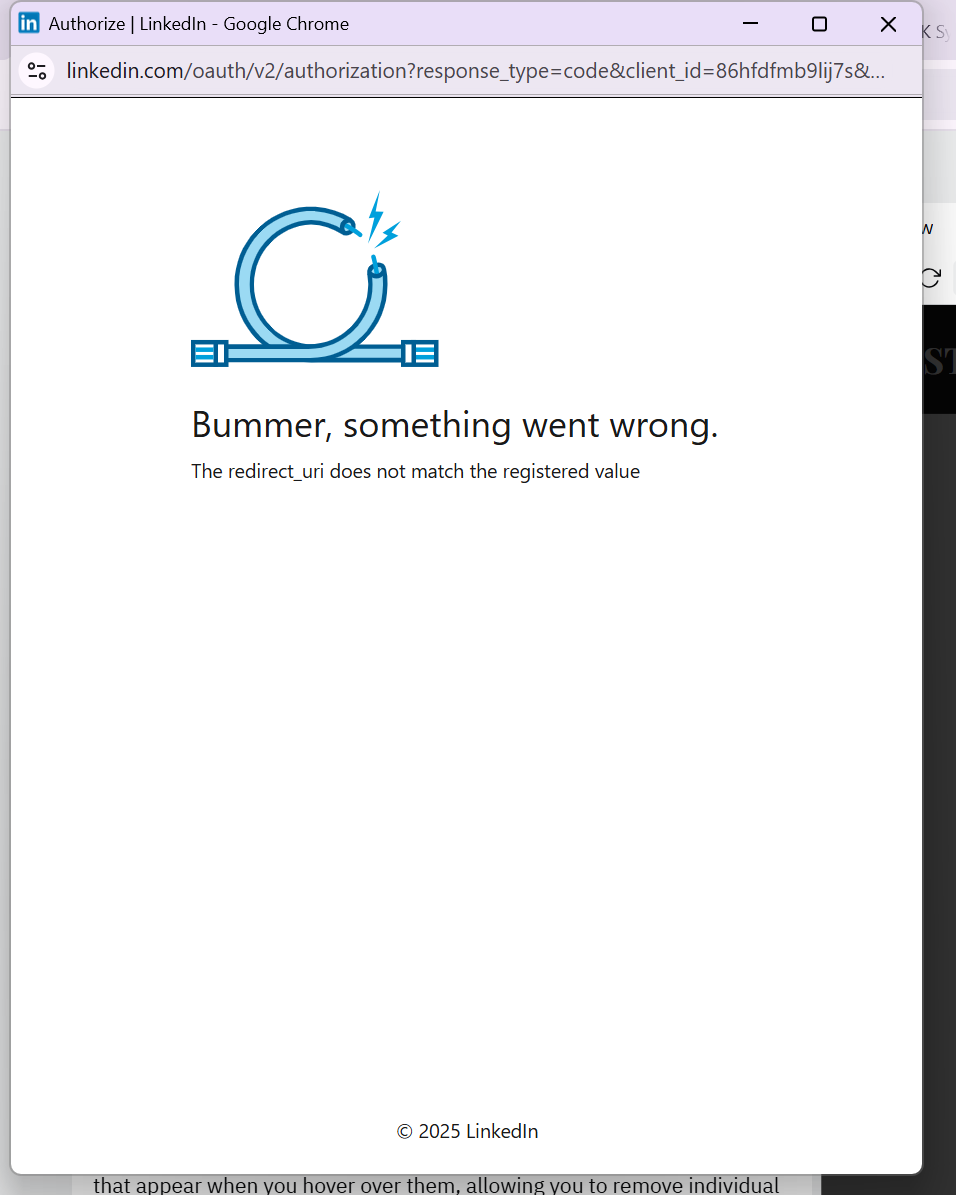 in Authorize | LinkedIn - Google Chrome
linkedin.com/oauth/v2/authorization?response_type=code&client_id=86hfdfmb9lij7s&...
Bummer, something went wrong.
The redirect_uri does not match the registered value
© 2025 LinkedIn
that appear when you hover over them, allowing you to remove individual